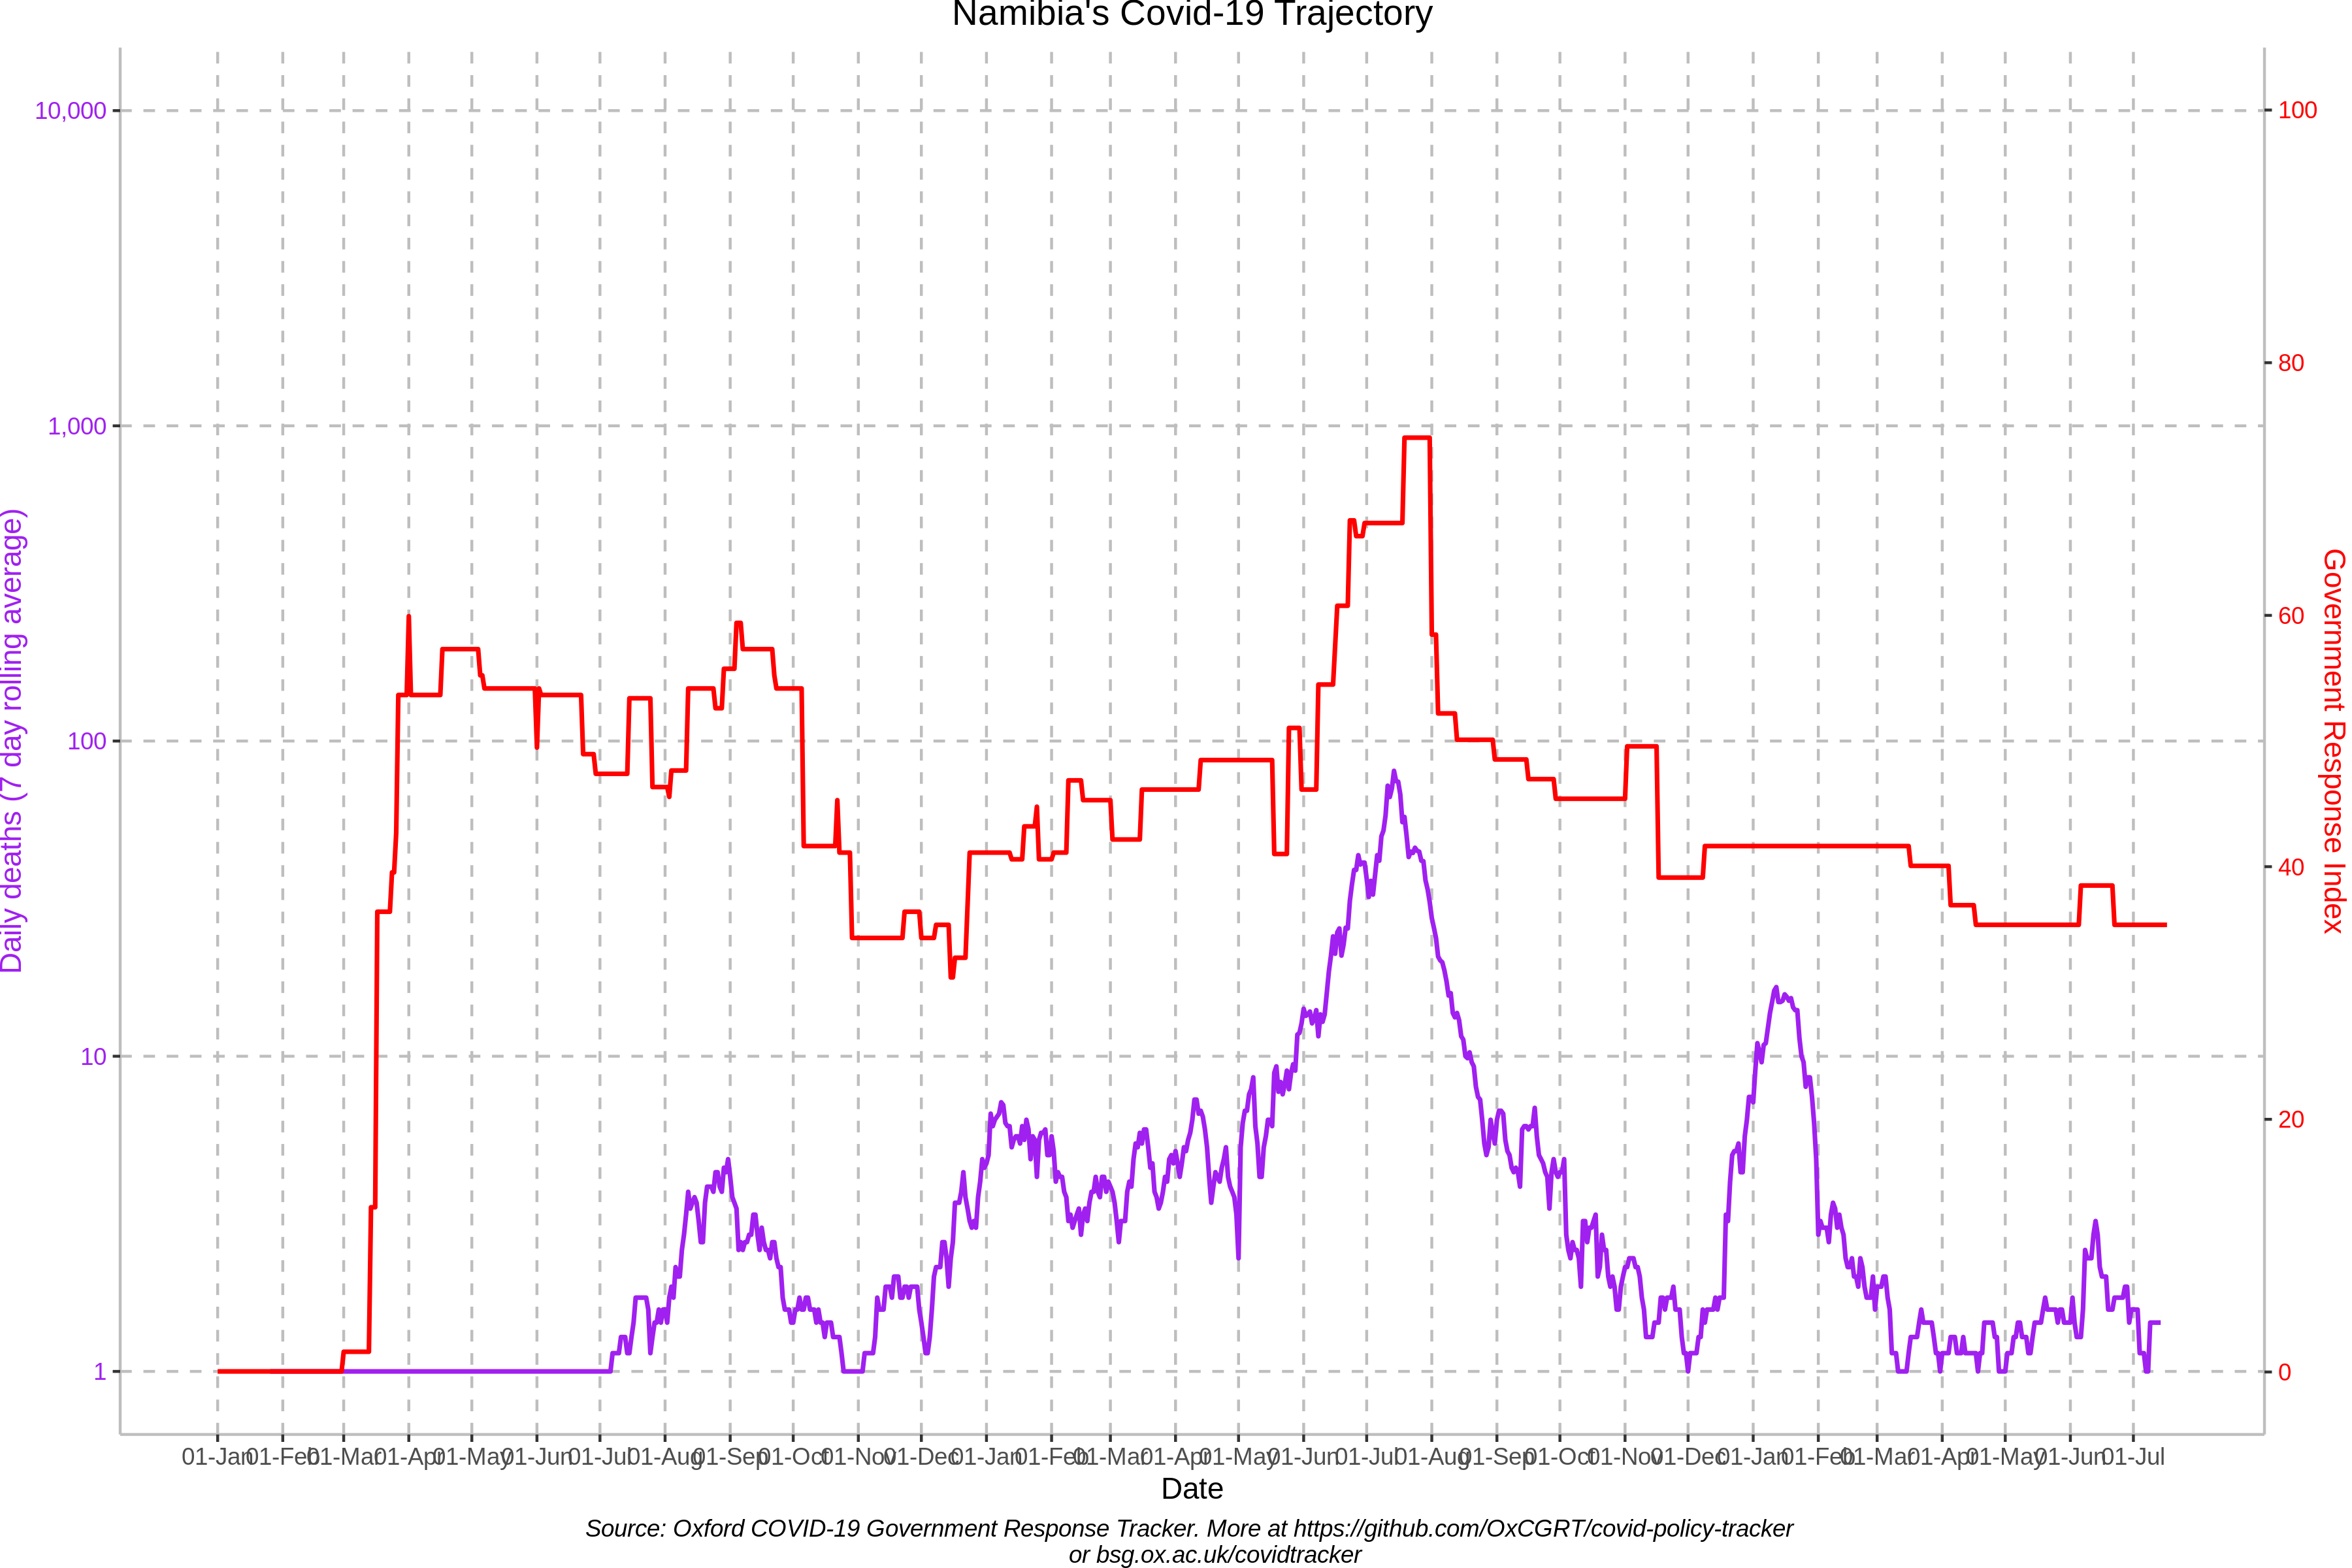 Namibia's Covid-19 Trajectory
10,000
1,000
100
10
1
Daily deaths (7 day rolling average)
100
80
60
40
20
0
Government Response Index
01-Jan 01-Feb 01-Mar 01-Apr 01-May 01-Jun 01-Jul 01-Aug 01-Sep 01-Oct 01-Nov 01-Dec 01-Jan 01-Feb 01-Mar 01-Apr 01-May 01-Jun 01-Jul 01-Aug 01-Sep 01-Oct 01-Nov 01-Dec 01-Jan 01-Feb 01-Mar 01-Apr 01-May 01-Jun 01-Jul
Date
Source: Oxford COVID-19 Government Response Tracker. More at https://github.com/OxCGRT/covid-policy-tracker
or bsg.ox.ac.uk/covidtracker